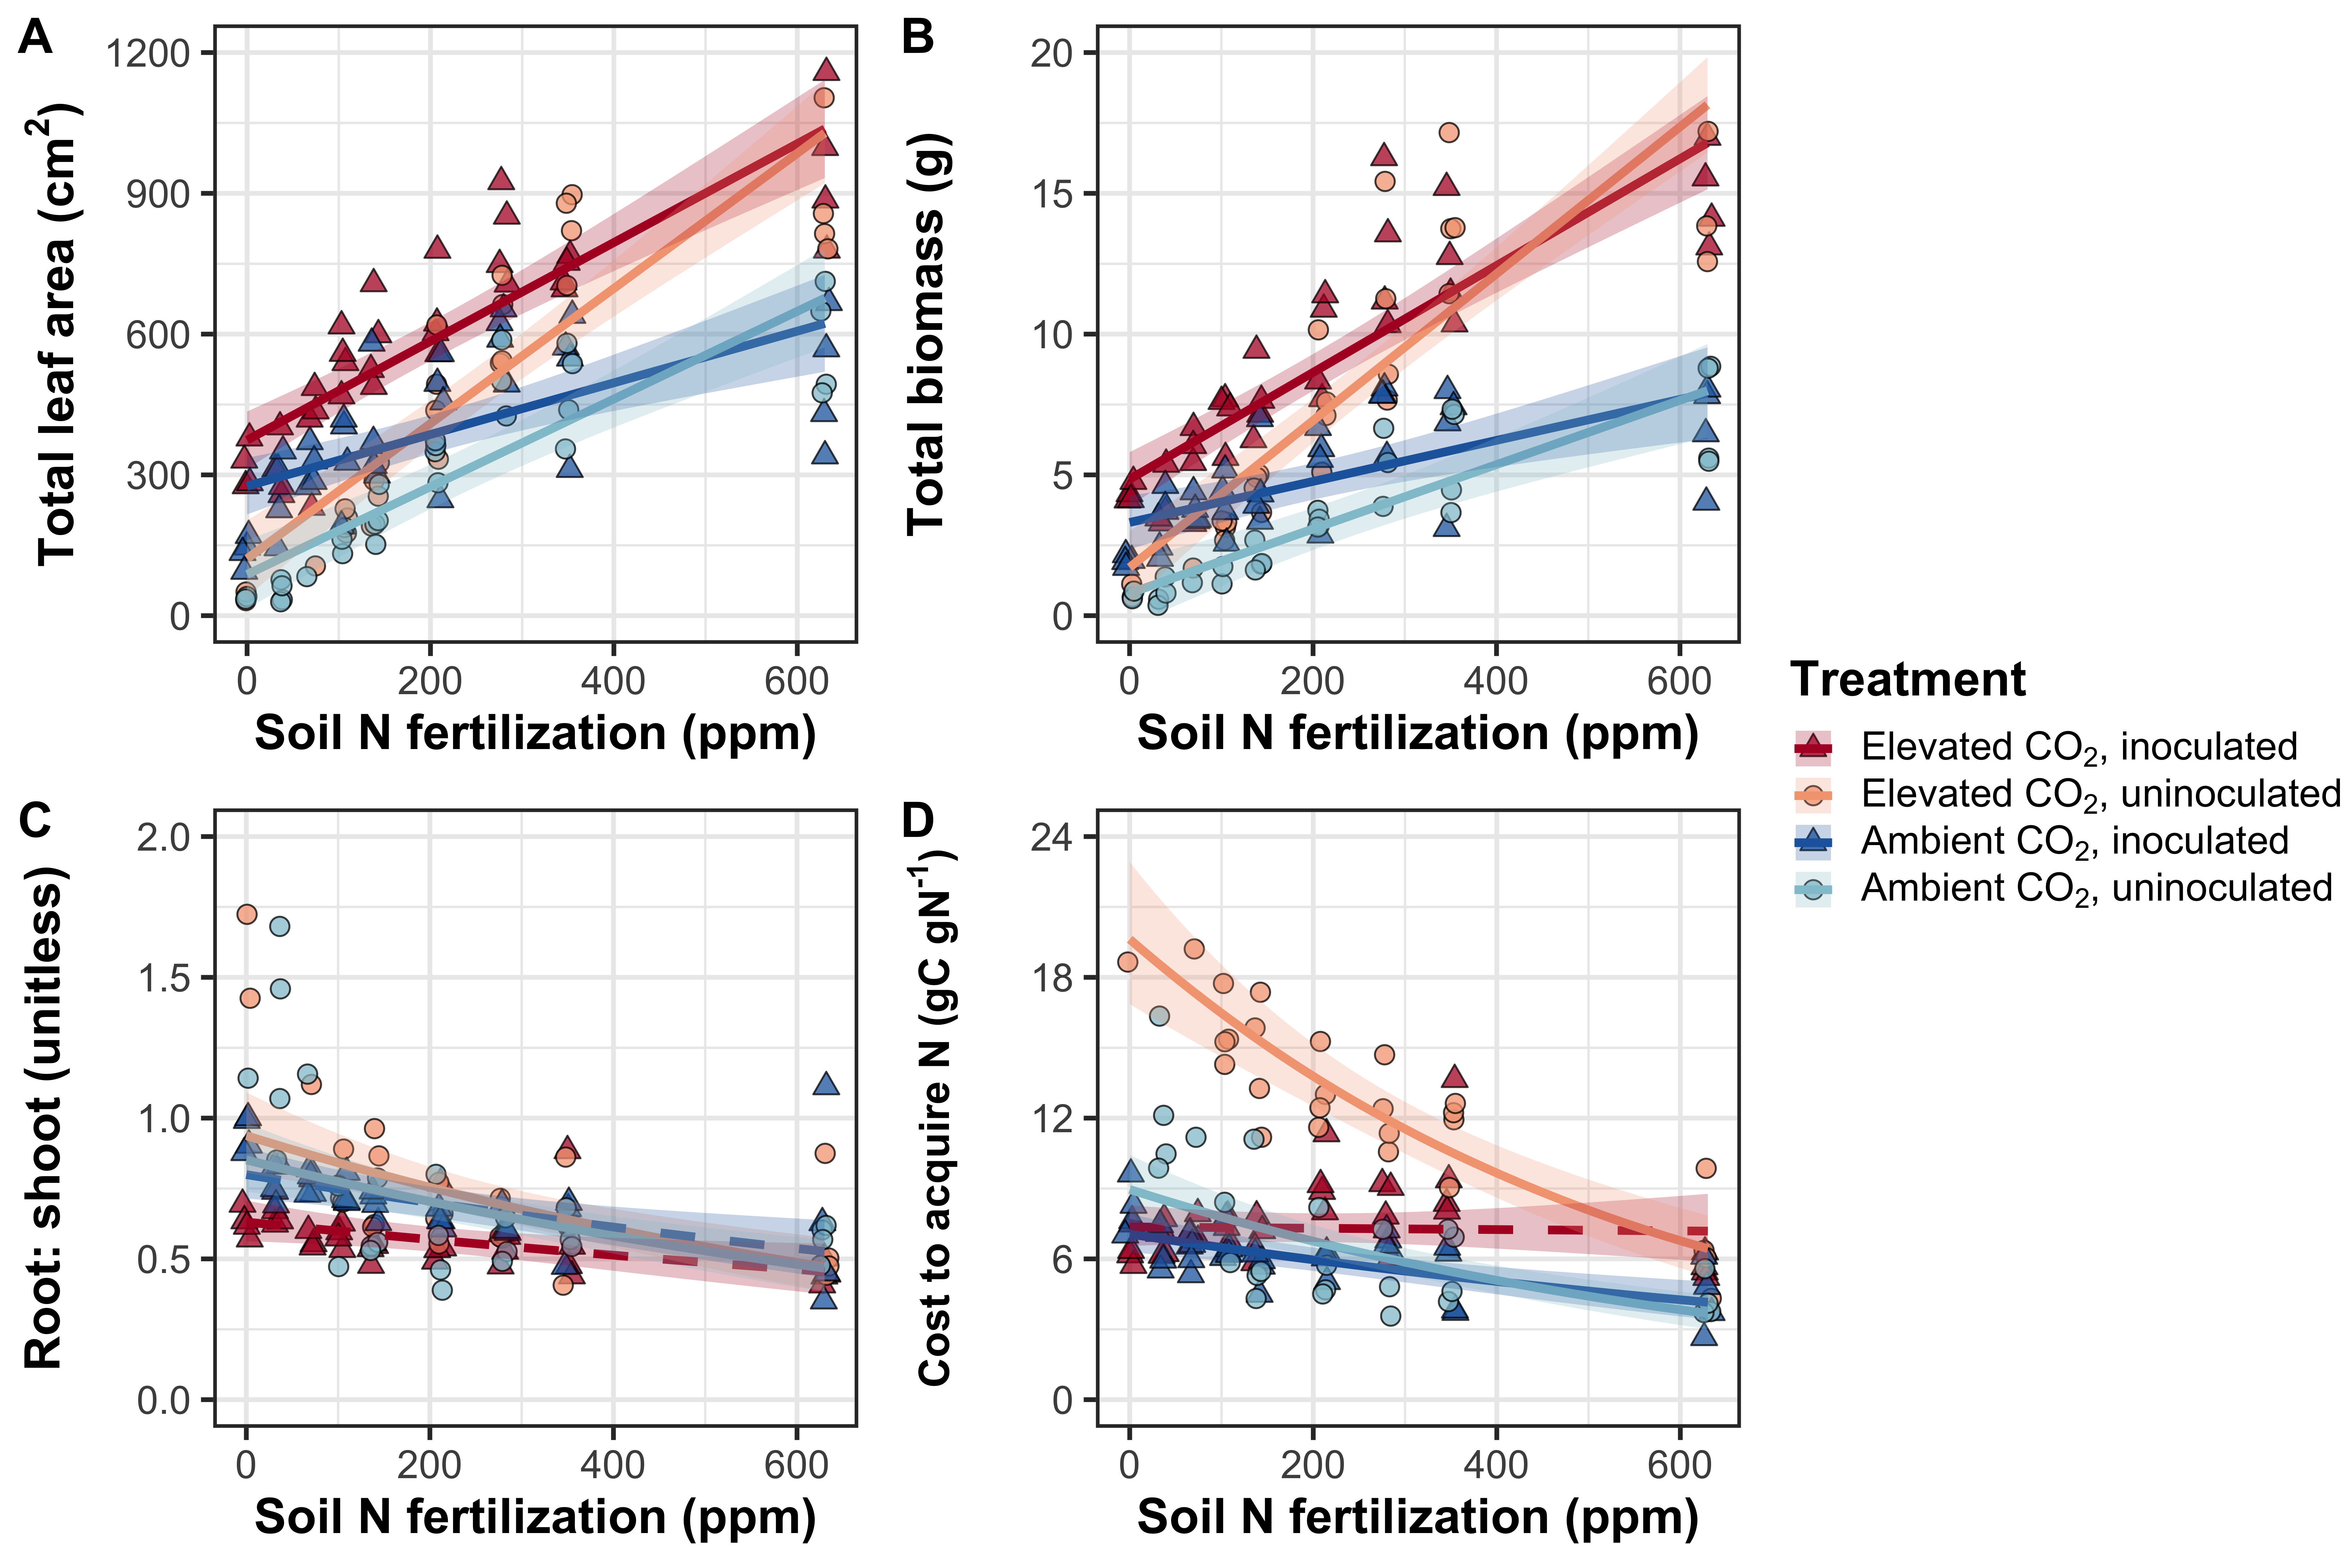 A
Total leaf area (cm²)
1200
900
600
300
0
0 200 400 600
Soil N fertilization (ppm)
B
Total biomass (g)
20
15
10
5
0
0 200 400 600
Soil N fertilization (ppm)
Treatment
Elevated CO₂, inoculated
Elevated CO₂, uninoculated
Ambient CO₂, inoculated
Ambient CO₂, uninoculated
C
Root: shoot (unitless)
2.0
1.5
1.0
0.5
0.0
0 200 400 600
Soil N fertilization (ppm)
D
Cost to acquire N (gC gN⁻¹)
24
18
12
6
0
0 200 400 600
Soil N fertilization (ppm)